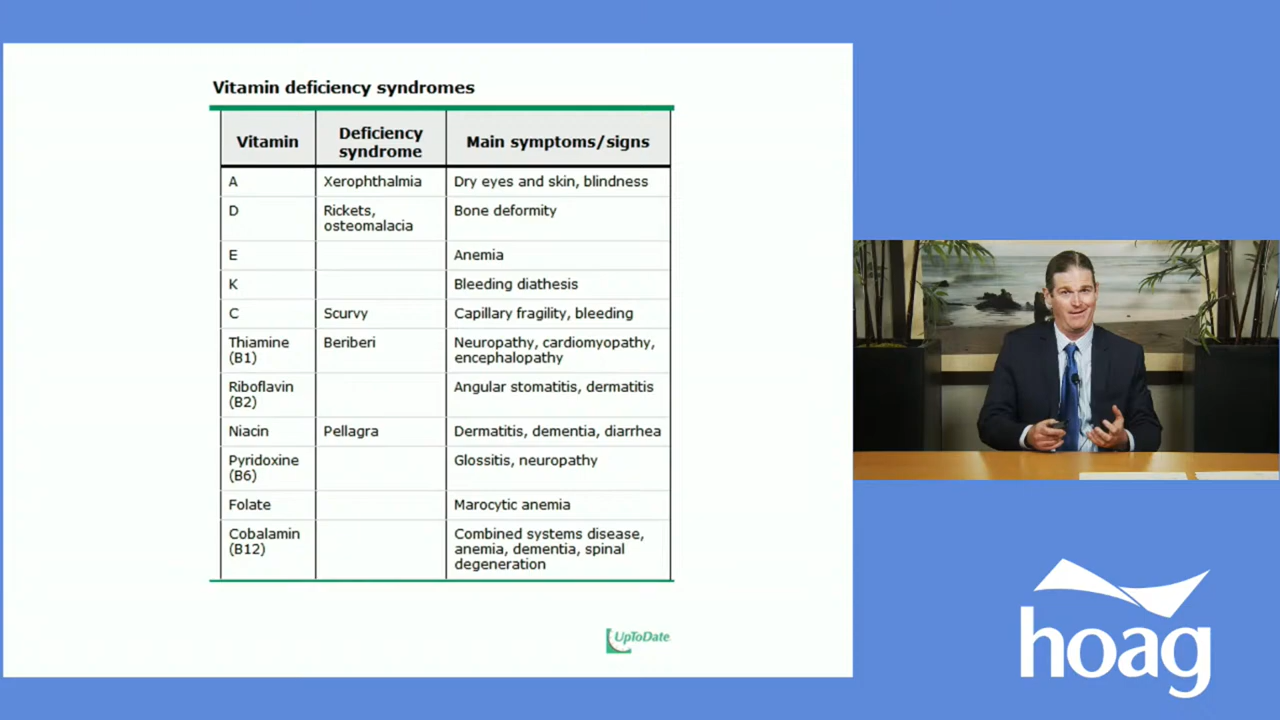 Vitamin deficiency syndromes
Vitamin
Deficiency
syndrome
Main symptoms/signs
A
Xerophthalmia
Dry eyes and skin, blindness
D
Rickets,
osteomalacia
Bone deformity
E
Anemia
K
Bleeding diathesis
C
Scurvy
Capillary fragility, bleeding
Thiamine
(B1)
Beriberi
Neuropathy, cardiomyopathy,
encephalopathy
Riboflavin
(B2)
Angular stomatitis, dermatitis
Niacin
Pellagra
Dermatitis, dementia, diarrhea
Pyridoxine
(B6)
Glossitis, neuropathy
Folate
Marocytic anemia
Cobalamin
(B12)
Combined systems disease,
anemia, dementia, spinal
degeneration
UpToDate
hoag